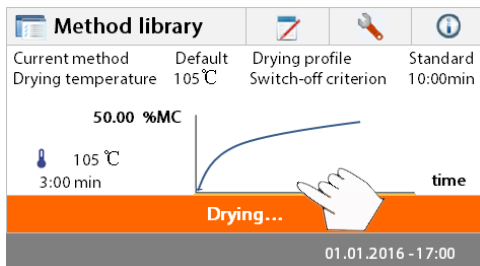 Method library
Current method Default Drying profile Standard
Drying temperature 105℃ Switch-off criterion 10:00min
50.00 %MC
105 ℃
3:00 min
time
Drying...
01.01.2016 - 17:00